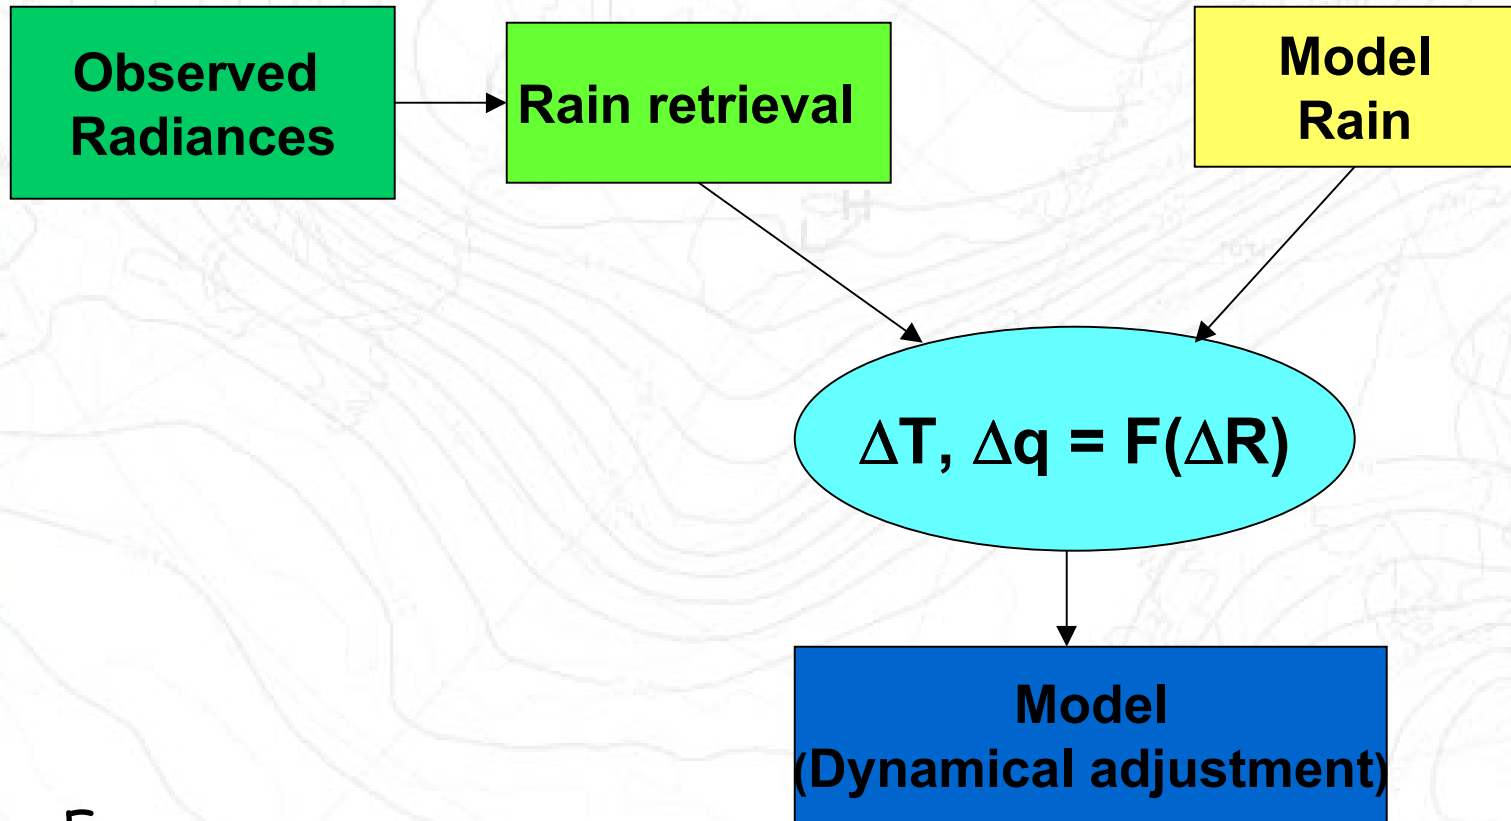 Observed
Radiances
Rain retrieval
Model
Rain
ΔT, Δq = F(ΔR)
Model
(Dynamical adjustment)